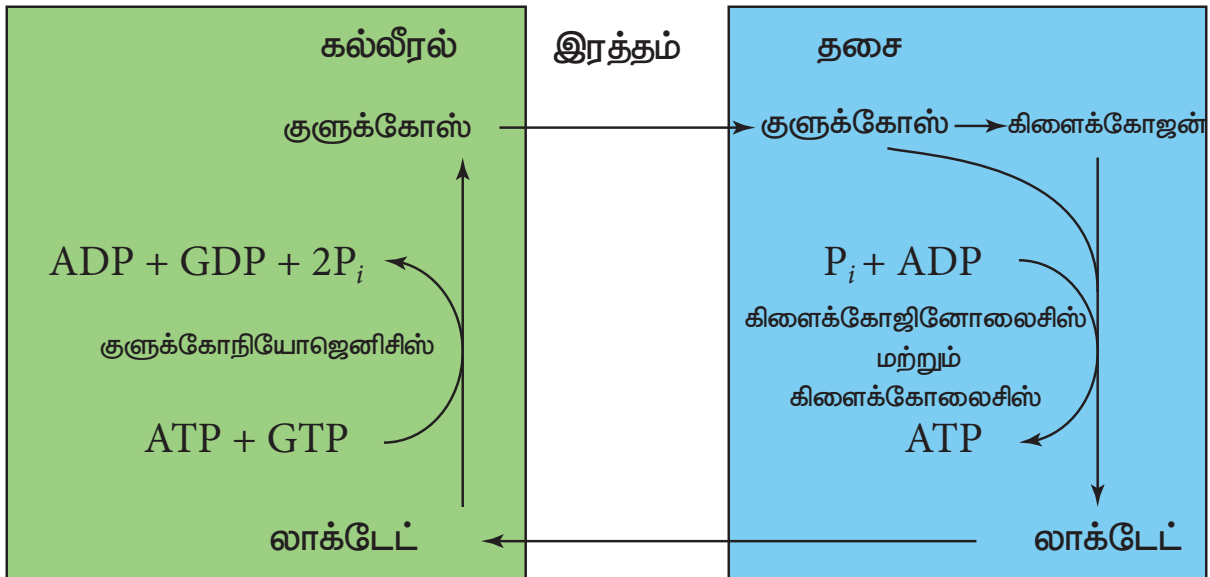 கல்லீரல் இரத்தம் தசை
குளுக்கோஸ் குளுக்கோஸ் கிளைக்கோஜன்
ADP + GDP + 2Pi Pi + ADP
குளுக்கோநியோஜெனிசிஸ்
கிளைக்கோஜினோலைசிஸ்
மற்றும்
கிளைக்கோலைசிஸ்
ATP + GTP ATP
லாக்டேட் லாக்டேட்